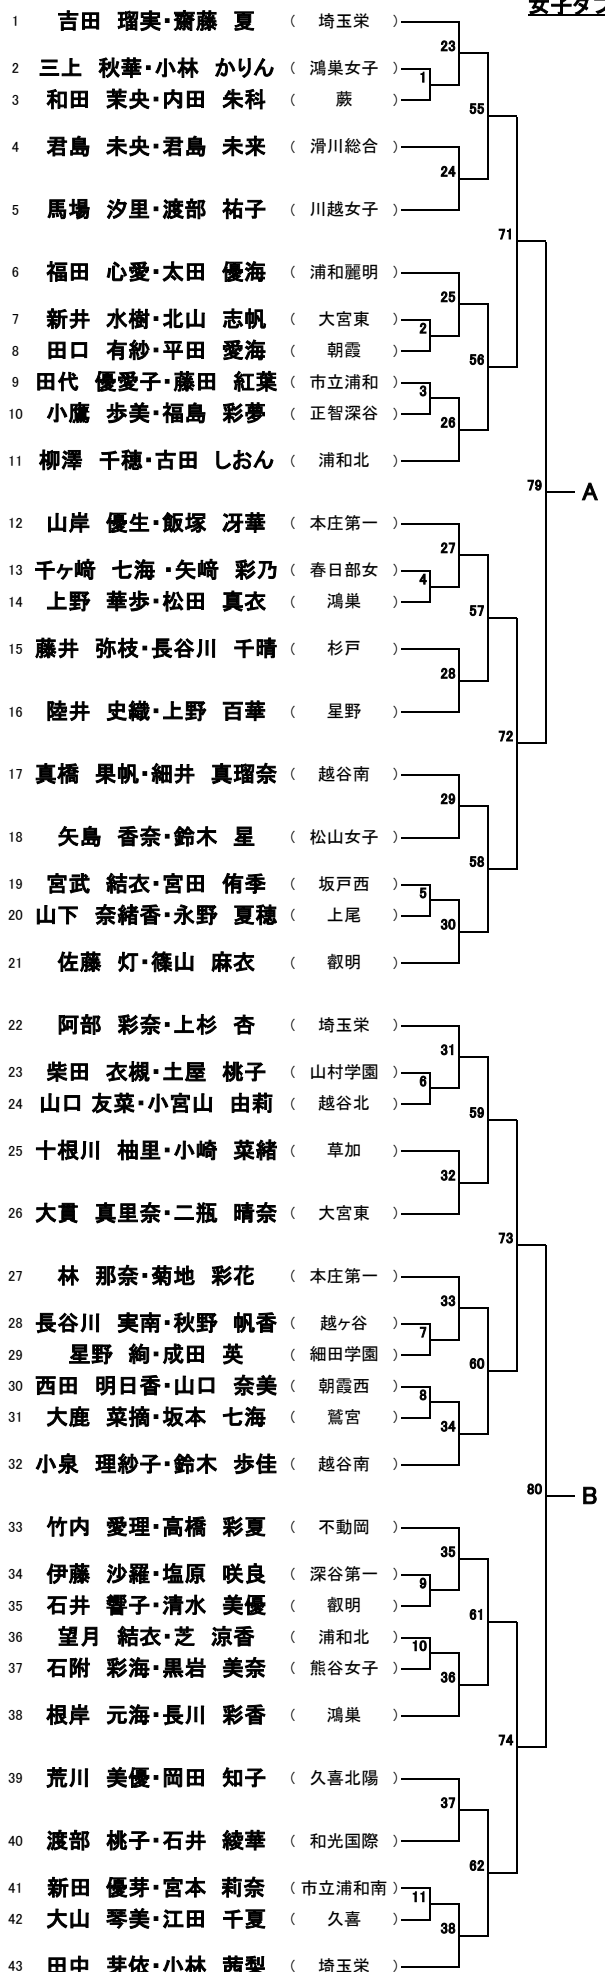 女子ダブ
1 吉田 瑠実・齋藤 夏 ( 埼玉栄 )
23
2 三上 秋華・小林 かりん ( 鴻巣女子 )
1
3 和田 茉央・内田 朱科 ( 蕨 )
55
4 君島 未央・君島 未来 ( 滑川総合 )
24
5 馬場 汐里・渡部 祐子 ( 川越女子 )
71
6 福田 心愛・太田 優海 ( 浦和麗明 )
25
7 新井 水樹・北山 志帆 ( 大宮東 )
2
8 田口 有紗・平田 愛海 ( 朝霞 )
56
9 田代 優愛子・藤田 紅葉 ( 市立浦和 )
3
10 小鷹 歩美・福島 彩夢 ( 正智深谷 )
26
11 柳澤 千穂・古田 しおん ( 浦和北 )
79 A
12 山岸 優生・飯塚 冴華 ( 本庄第一 )
27
13 千ヶ﨑 七海 ・矢﨑 彩乃 ( 春日部女 )
4
14 上野 華歩・松田 真衣 ( 鴻巣 )
57
15 藤井 弥枝・長谷川 千晴 ( 杉戸 )
28
16 陸井 史織・上野 百華 ( 星野 )
72
17 真橋 果帆・細井 真瑠奈 ( 越谷南 )
29
18 矢島 香奈・鈴木 星 ( 松山女子 )
58
19 宮武 結衣・宮田 侑季 ( 坂戸西 )
5
20 山下 奈緒香・永野 夏穂 ( 上尾 )
30
21 佐藤 灯・篠山 麻衣 ( 叡明 )
22 阿部 彩奈・上杉 杏 ( 埼玉栄 )
31
23 柴田 衣槻・土屋 桃子 ( 山村学園 )
6
24 山口 友菜・小宮山 由莉 ( 越谷北 )
59
25 十根川 柚里・小崎 菜緒 ( 草加 )
32
26 大貫 真里奈・二瓶 晴奈 ( 大宮東 )
73
27 林 那奈・菊地 彩花 ( 本庄第一 )
33
28 長谷川 実南・秋野 帆香 ( 越ヶ谷 )
7
29 星野 絢・成田 英 ( 細田学園 )
60
30 西田 明日香・山口 奈美 ( 朝霞西 )
8
31 大鹿 菜摘・坂本 七海 ( 鷲宮 )
34
32 小泉 理紗子・鈴木 歩佳 ( 越谷南 )
80 B
33 竹内 愛理・高橋 彩夏 ( 不動岡 )
35
34 伊藤 沙羅・塩原 咲良 ( 深谷第一 )
9
35 石井 響子・清水 美優 ( 叡明 )
61
36 望月 結衣・芝 涼香 ( 浦和北 )
10
37 石附 彩海・黒岩 美奈 ( 熊谷女子 )
36
38 根岸 元海・長川 彩香 ( 鴻巣 )
74
39 荒川 美優・岡田 知子 ( 久喜北陽 )
37
40 渡部 桃子・石井 綾華 ( 和光国際 )
62
41 新田 優芽・宮本 莉奈 ( 市立浦和南 )
11
42 大山 琴美・江田 千夏 ( 久喜 )
38
43 田中 芽依・小林 茜梨 ( 埼玉栄 )